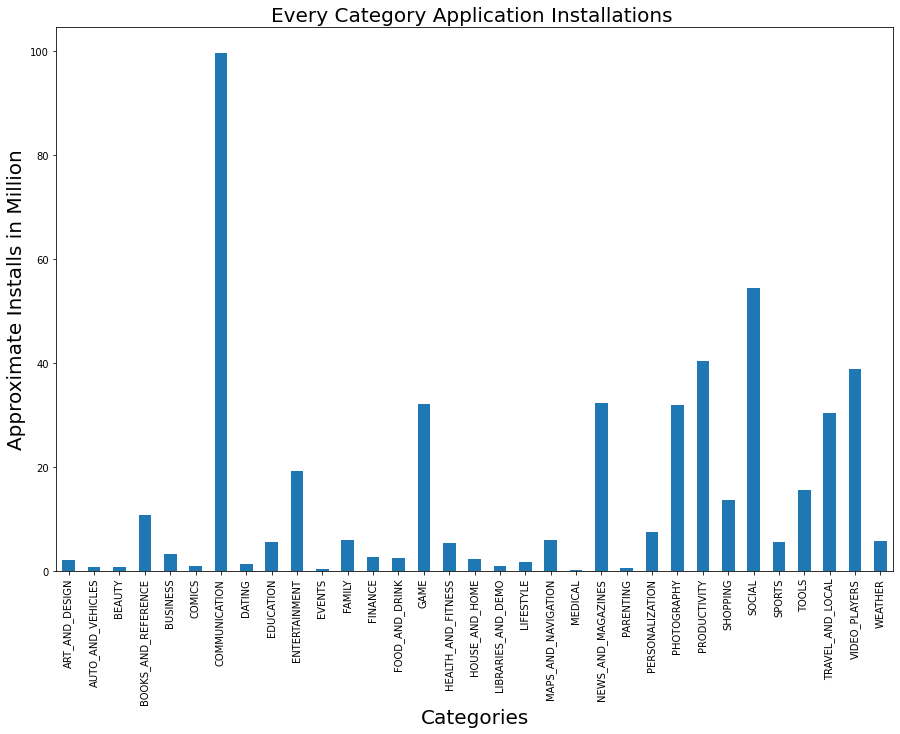 Every Category Application Installations
Approximate Installs in Million
100
80
60
40
20
0
ART_AND_DESIGN
AUTO_AND_VEHICLES
BEAUTY
BOOKS_AND_REFERENCE
BUSINESS
COMICS
COMMUNICATION
DATING
EDUCATION
ENTERTAINMENT
EVENTS
FAMILY
FINANCE
FOOD_AND_DRINK
GAME
HEALTH_AND_FITNESS
HOUSE_AND_HOME
LIBRARIES_AND_DEMO
LIFESTYLE
MAPS_AND_NAVIGATION
MEDICAL
NEWS_AND_MAGAZINES
PARENTING
PERSONALIZATION
PHOTOGRAPHY
PRODUCTIVITY
SHOPPING
SOCIAL
SPORTS
TOOLS
TRAVEL_AND_LOCAL
VIDEO_PLAYERS
WEATHER
Categories